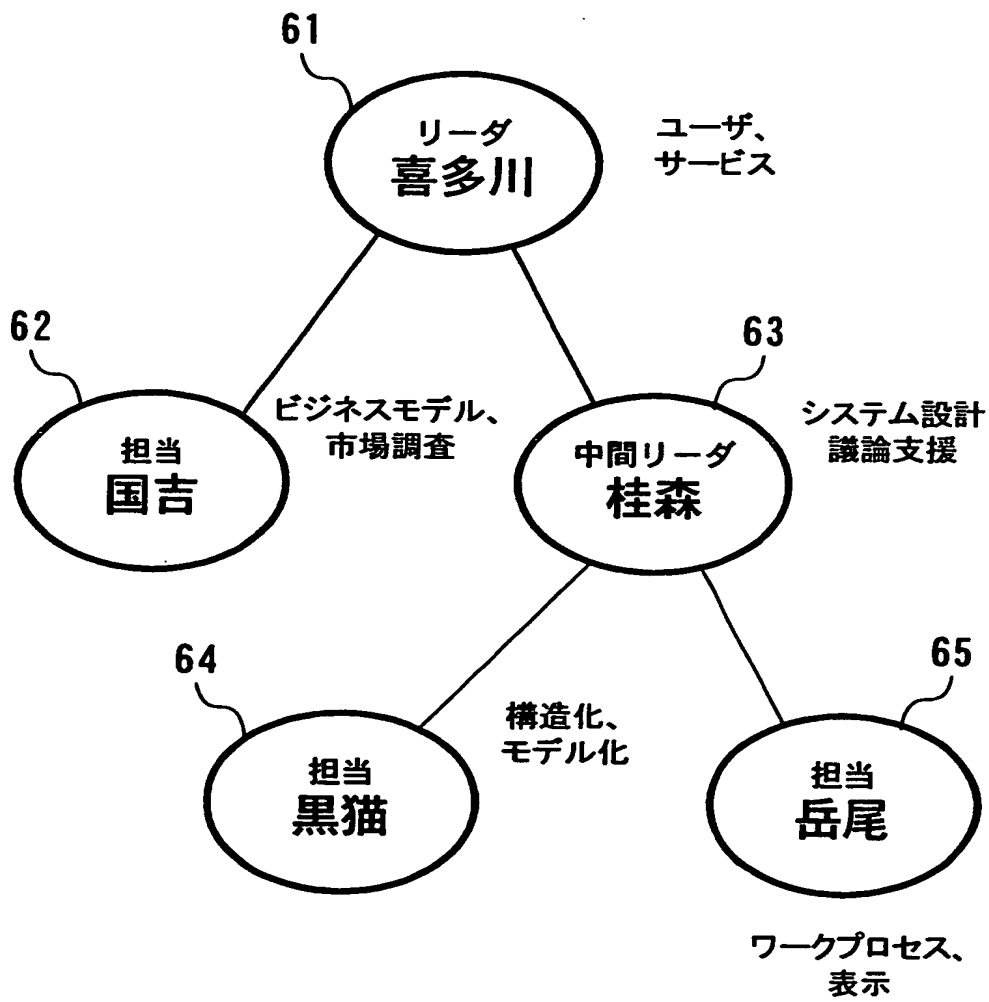 61
リーダ
喜多川
ユーザ、
サービス
62
担当
国吉
ビジネスモデル、
市場調査
63
中間リーダ
桂森
システム設計
議論支援
64
担当
黒猫
構造化、
モデル化
65
担当
岳尾
ワークプロセス、
表示